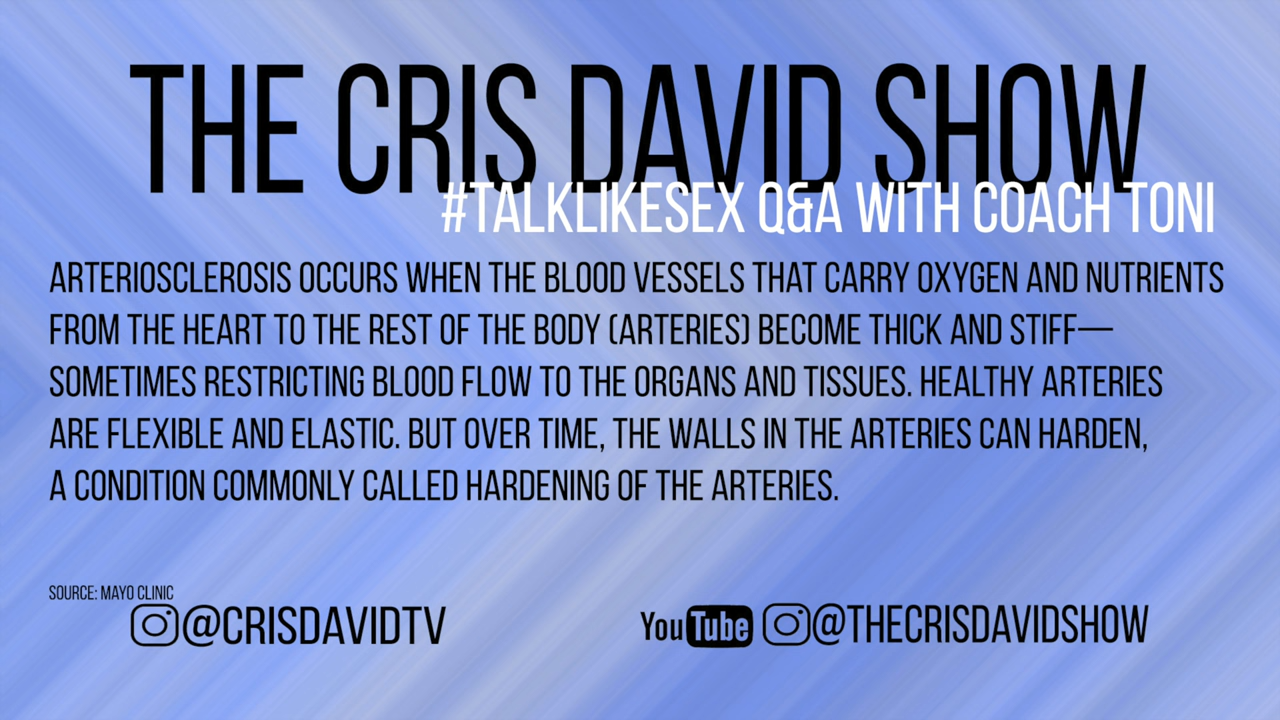 THE CRIS DAVID SHOW
#TALKLIKESEX Q&A WITH COACH TONI
ARTERIOSCLEROSIS OCCURS WHEN THE BLOOD VESSELS THAT CARRY OXYGEN AND NUTRIENTS
FROM THE HEART TO THE REST OF THE BODY (ARTERIES) BECOME THICK AND STIFF—
SOMETIMES RESTRICTING BLOOD FLOW TO THE ORGANS AND TISSUES. HEALTHY ARTERIES
ARE FLEXIBLE AND ELASTIC. BUT OVER TIME, THE WALLS IN THE ARTERIES CAN HARDEN,
A CONDITION COMMONLY CALLED HARDENING OF THE ARTERIES.
SOURCE: MAYO CLINIC
@CRISDAVIDTV
YouTube @THECRISDAVIDSHOW